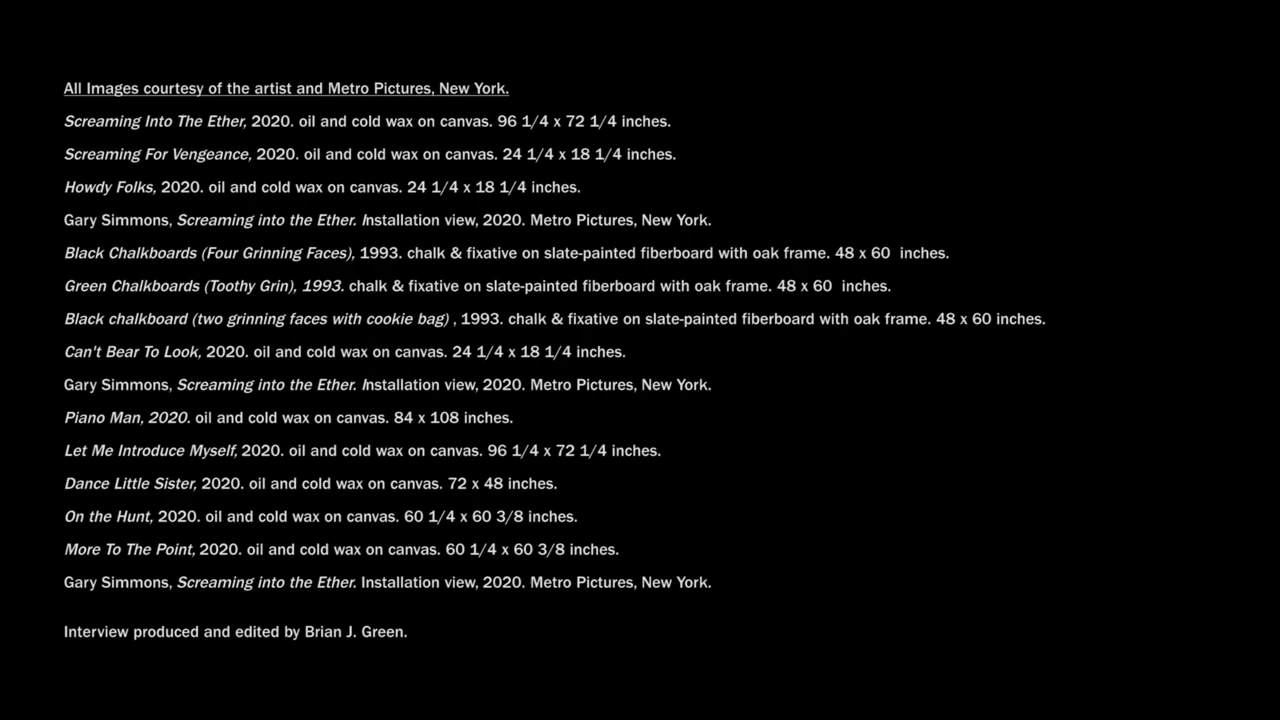 All Images courtesy of the artist and Metro Pictures, New York.
Screaming Into The Ether, 2020. oil and cold wax on canvas. 96 1/4 x 72 1/4 inches.
Screaming For Vengeance, 2020. oil and cold wax on canvas. 24 1/4 x 18 1/4 inches.
Howdy Folks, 2020. oil and cold wax on canvas. 24 1/4 x 18 1/4 inches.
Gary Simmons, Screaming into the Ether. Installation view, 2020. Metro Pictures, New York.
Black Chalkboards (Four Grinning Faces), 1993. chalk & fixative on slate-painted fiberboard with oak frame. 48 x 60  inches.
Green Chalkboards (Toothy Grin), 1993. chalk & fixative on slate-painted fiberboard with oak frame. 48 x 60  inches.
Black chalkboard (two grinning faces with cookie bag) , 1993. chalk & fixative on slate-painted fiberboard with oak frame. 48 x 60 inches.
Can't Bear To Look, 2020. oil and cold wax on canvas. 24 1/4 x 18 1/4 inches.
Gary Simmons, Screaming into the Ether. Installation view, 2020. Metro Pictures, New York.
Piano Man, 2020. oil and cold wax on canvas. 84 x 108 inches.
Let Me Introduce Myself, 2020. oil and cold wax on canvas. 96 1/4 x 72 1/4 inches.
Dance Little Sister, 2020. oil and cold wax on canvas. 72 x 48 inches.
On the Hunt, 2020. oil and cold wax on canvas. 60 1/4 x 60 3/8 inches.
More To The Point, 2020. oil and cold wax on canvas. 60 1/4 x 60 3/8 inches.
Gary Simmons, Screaming into the Ether. Installation view, 2020. Metro Pictures, New York.
Interview produced and edited by Brian J. Green.